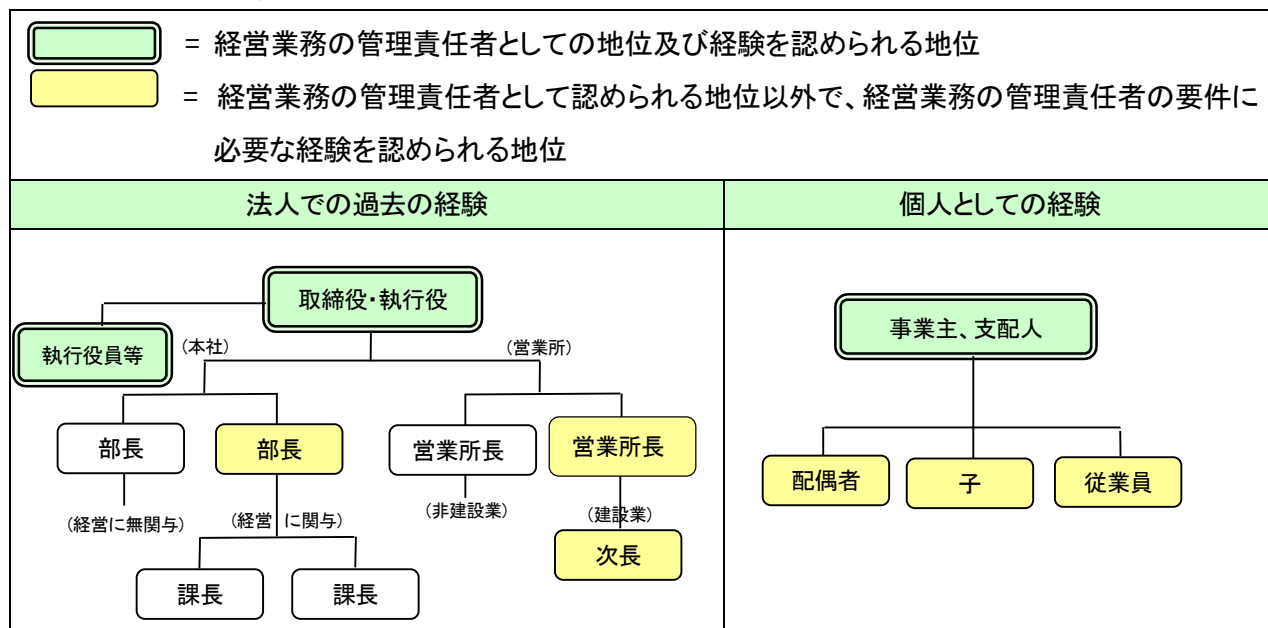 = 経営業務の管理責任者としての地位及び経験を認められる地位
= 経営業務の管理責任者として認められる地位以外で、経営業務の管理責任者の要件に
必要な経験を認められる地位
法人での過去の経験
個人としての経験
取締役・執行役
執行役員等
(本社)
(営業所)
部長
部長
営業所長
営業所長
(経営に無関与)
(経営に関与)
(非建設業)
(建設業)
次長
課長
課長
事業主、支配人
配偶者
子
従業員